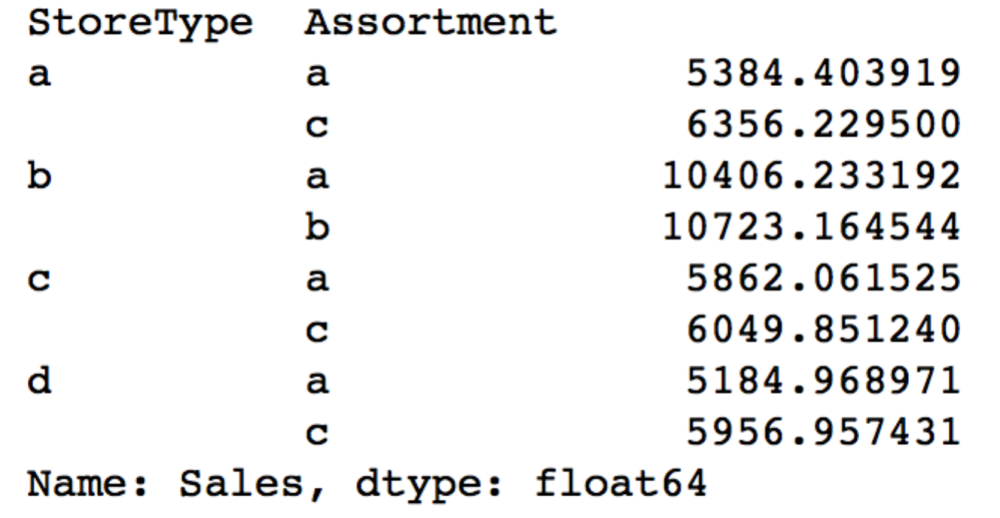 StoreType  Assortment
a          a              5384.403919
           c              6356.229500
b          a             10406.233192
           b             10723.164544
c          a              5862.061525
           c              6049.851240
d          a              5184.968971
           c              5956.957431
Name: Sales, dtype: float64